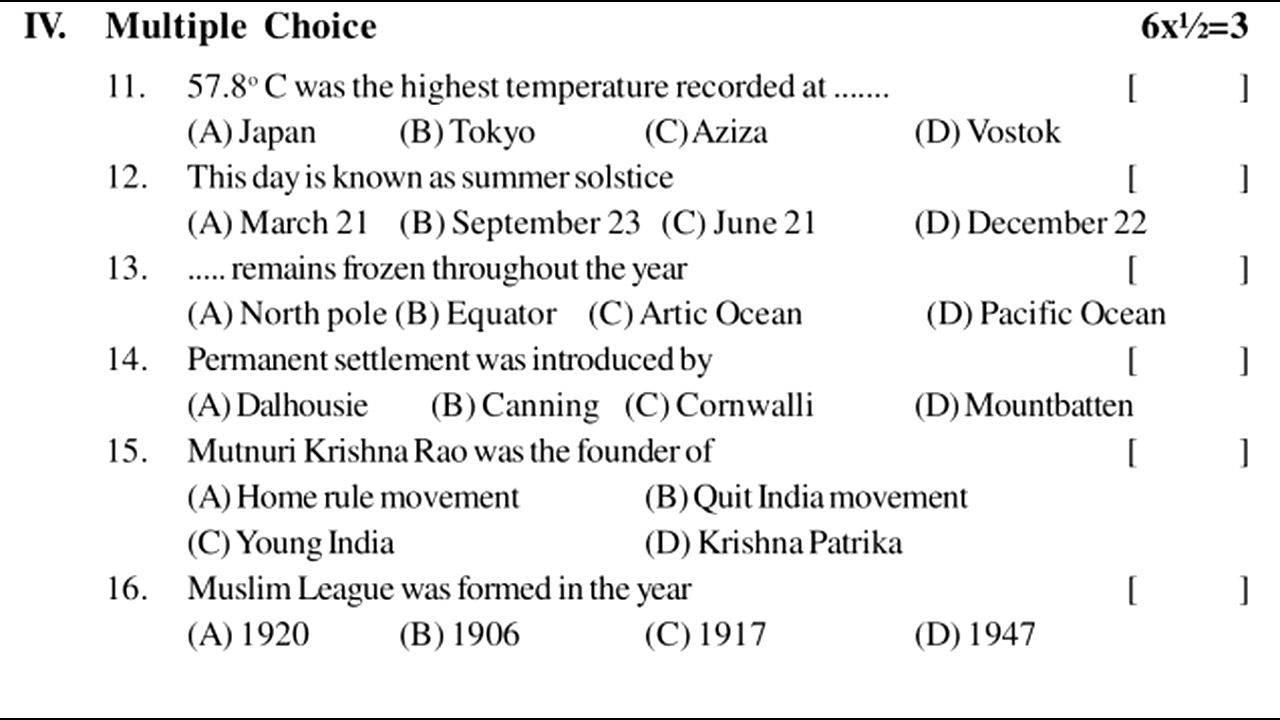 IV. Multiple Choice 6x½=3
11. 57.8º C was the highest temperature recorded at ....... [ ]
(A) Japan (B) Tokyo (C) Aziza (D) Vostok
12. This day is known as summer solstice [ ]
(A) March 21 (B) September 23 (C) June 21 (D) December 22
13. ..... remains frozen throughout the year [ ]
(A) North pole (B) Equator (C) Artic Ocean (D) Pacific Ocean
14. Permanent settlement was introduced by [ ]
(A) Dalhousie (B) Canning (C) Cornwalli (D) Mountbatten
15. Mutnuri Krishna Rao was the founder of [ ]
(A) Home rule movement (B) Quit India movement
(C) Young India (D) Krishna Patrika
16. Muslim League was formed in the year [ ]
(A) 1920 (B) 1906 (C) 1917 (D) 1947